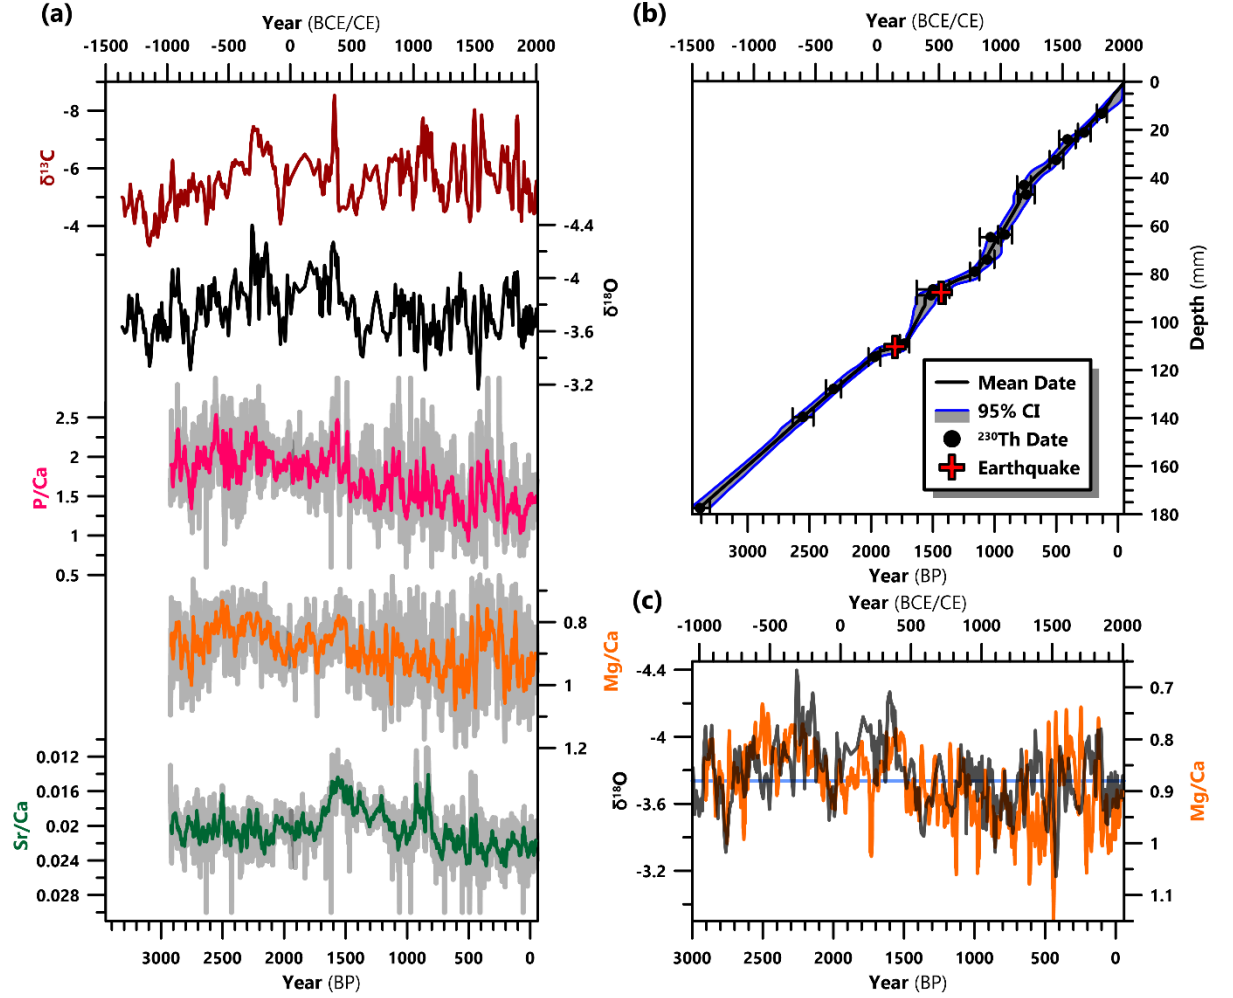 (a)
Year (BCE/CE)
-1500 -1000 -500 0 500 1000 1500 2000
-8
-6
-4
δ¹³C
-4.4
-4
-3.6
-3.2
δ¹⁸O
2.5
2
1.5
1
0.5
P/Ca
0.8
1
1.2
Mg/Ca
0.012
0.016
0.02
0.024
0.028
Sr/Ca
3000 2500 2000 1500 1000 500 0
Year (BP)
(b)
Year (BCE/CE)
-1500 -1000 -500 0 500 1000 1500 2000
0
20
40
60
80
100
120
140
160
180
Depth (mm)
Mean Date
95% CI
²³⁰Th Date
Earthquake
3000 2500 2000 1500 1000 500 0
Year (BP)
(c)
Year (BCE/CE)
-1000 -500 0 500 1000 1500 2000
-4.4
-4
-3.6
-3.2
δ¹⁸O
0.7
0.8
0.9
1
1.1
Mg/Ca
3000 2500 2000 1500 1000 500 0
Year (BP)